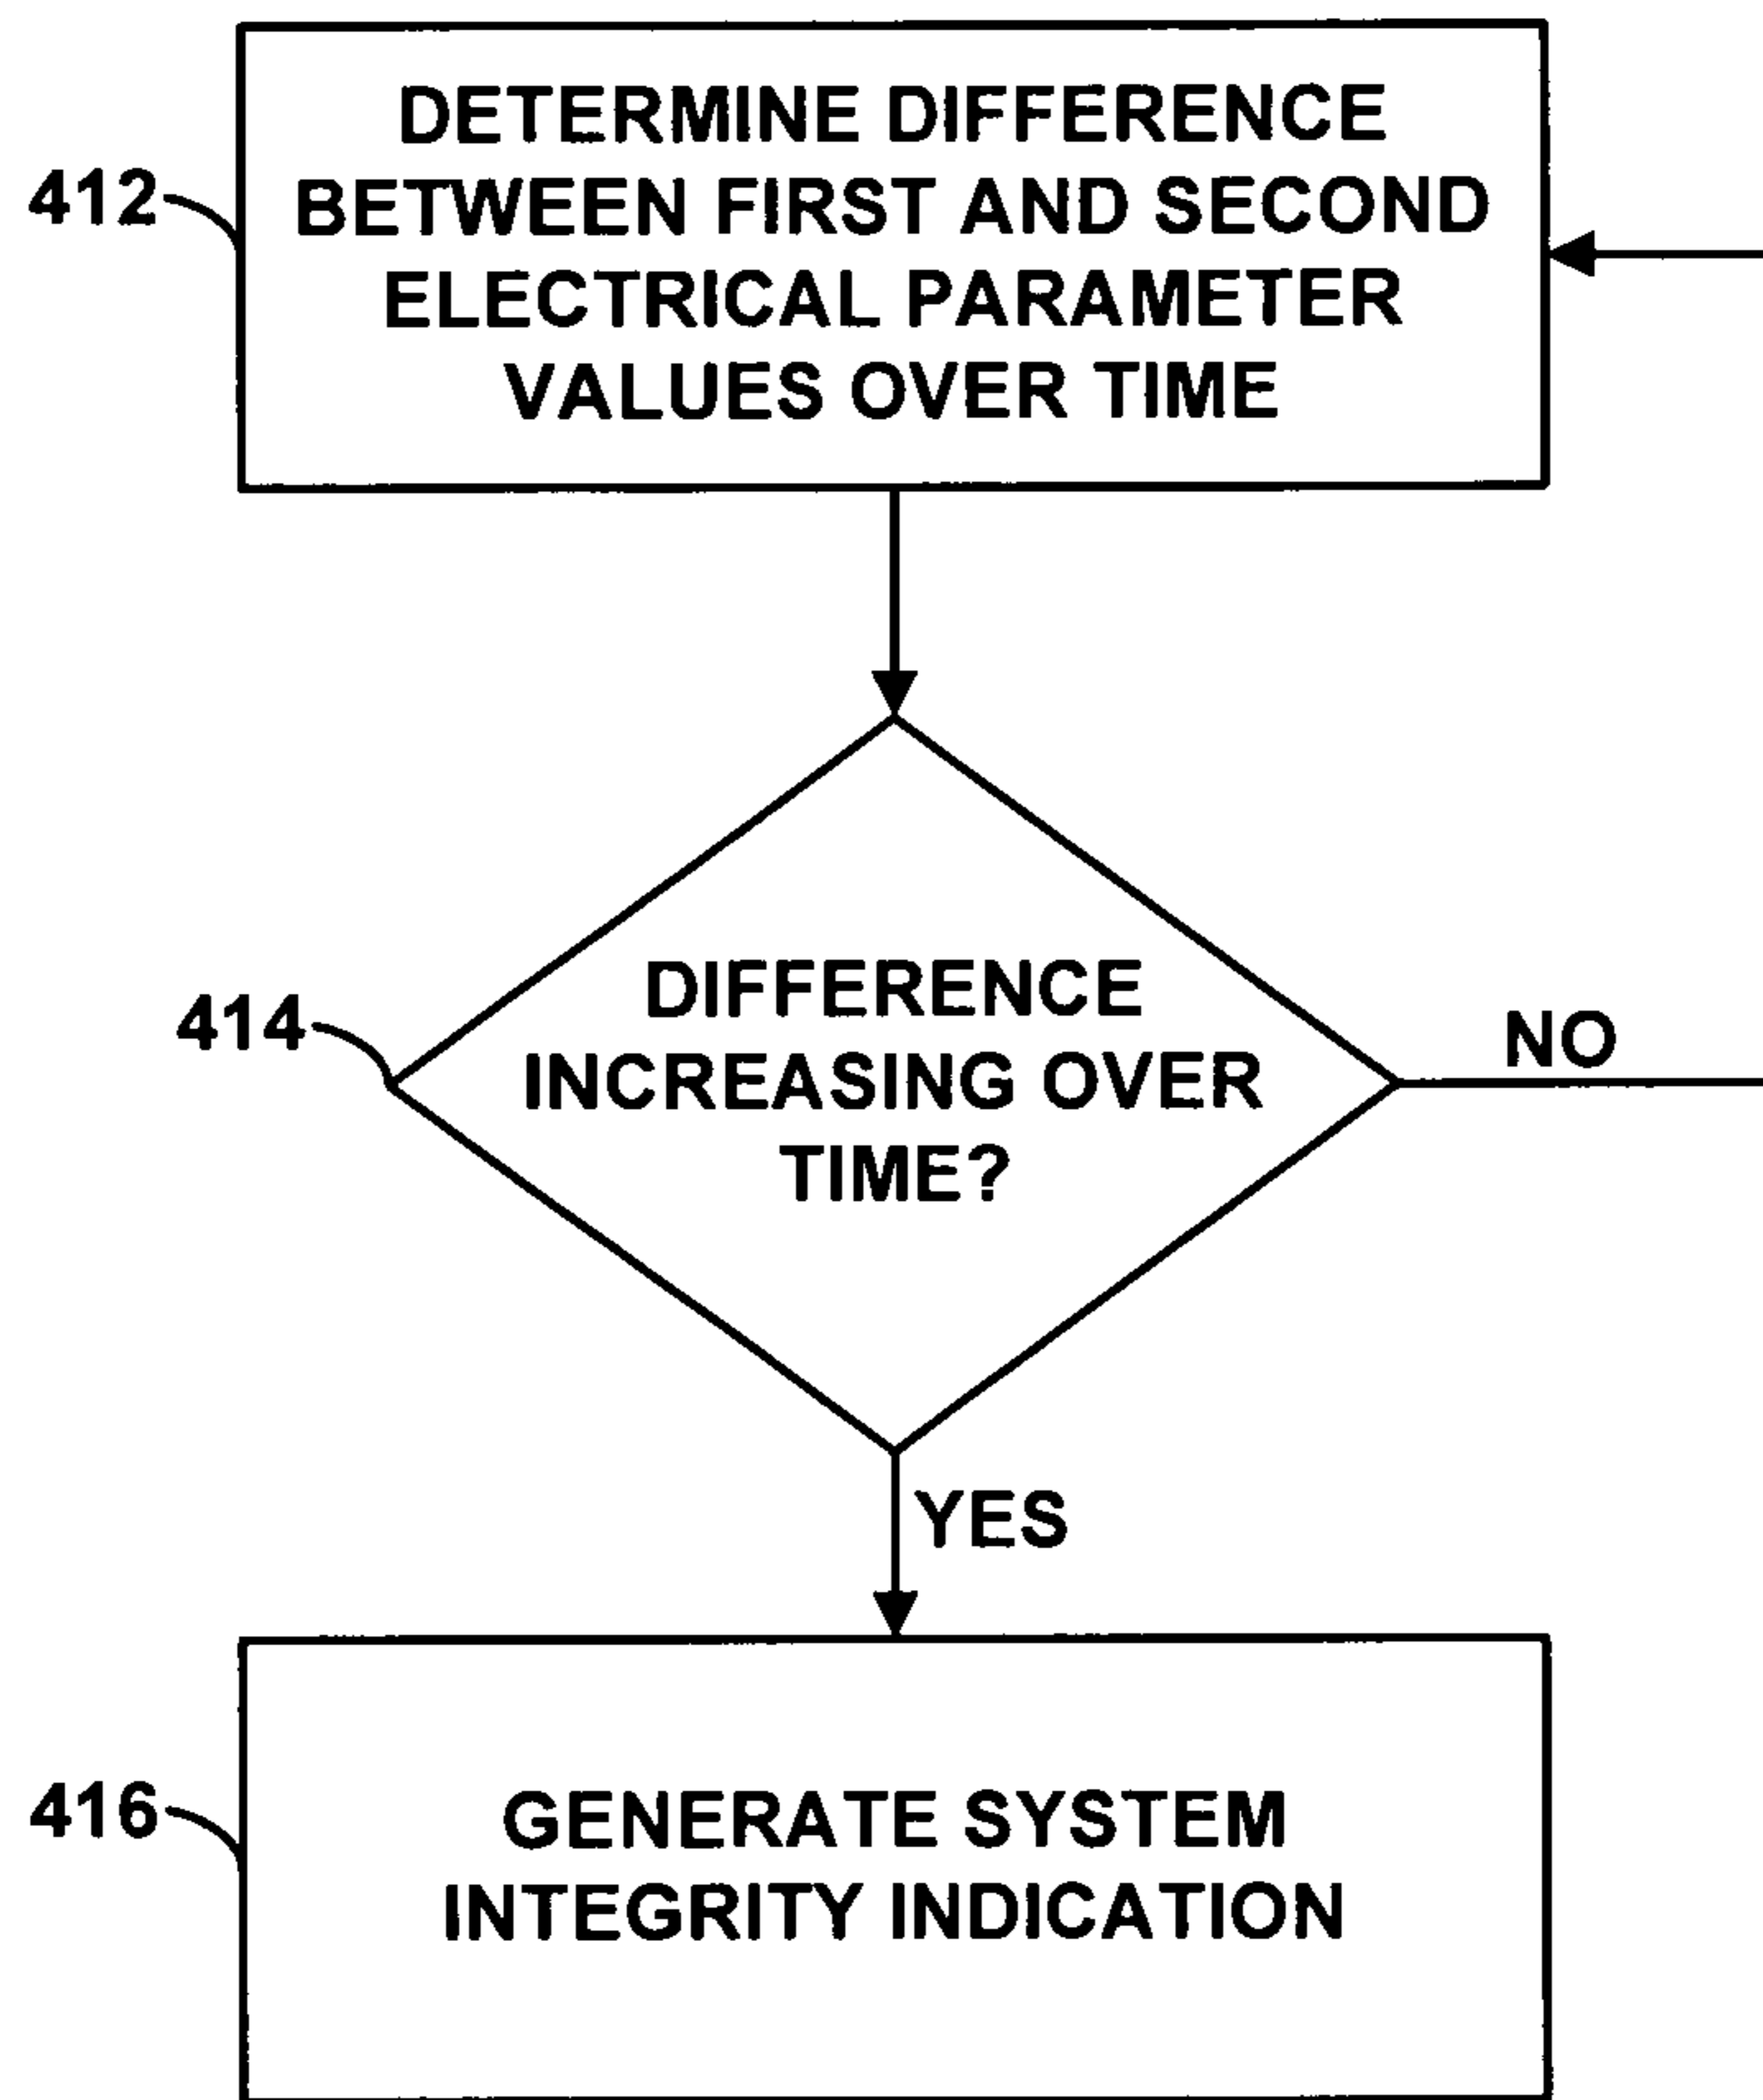 412
DETERMINE DIFFERENCE
BETWEEN FIRST AND SECOND
ELECTRICAL PARAMETER
VALUES OVER TIME
414
DIFFERENCE
INCREASING OVER
TIME?
NO
YES
416
GENERATE SYSTEM
INTEGRITY INDICATION